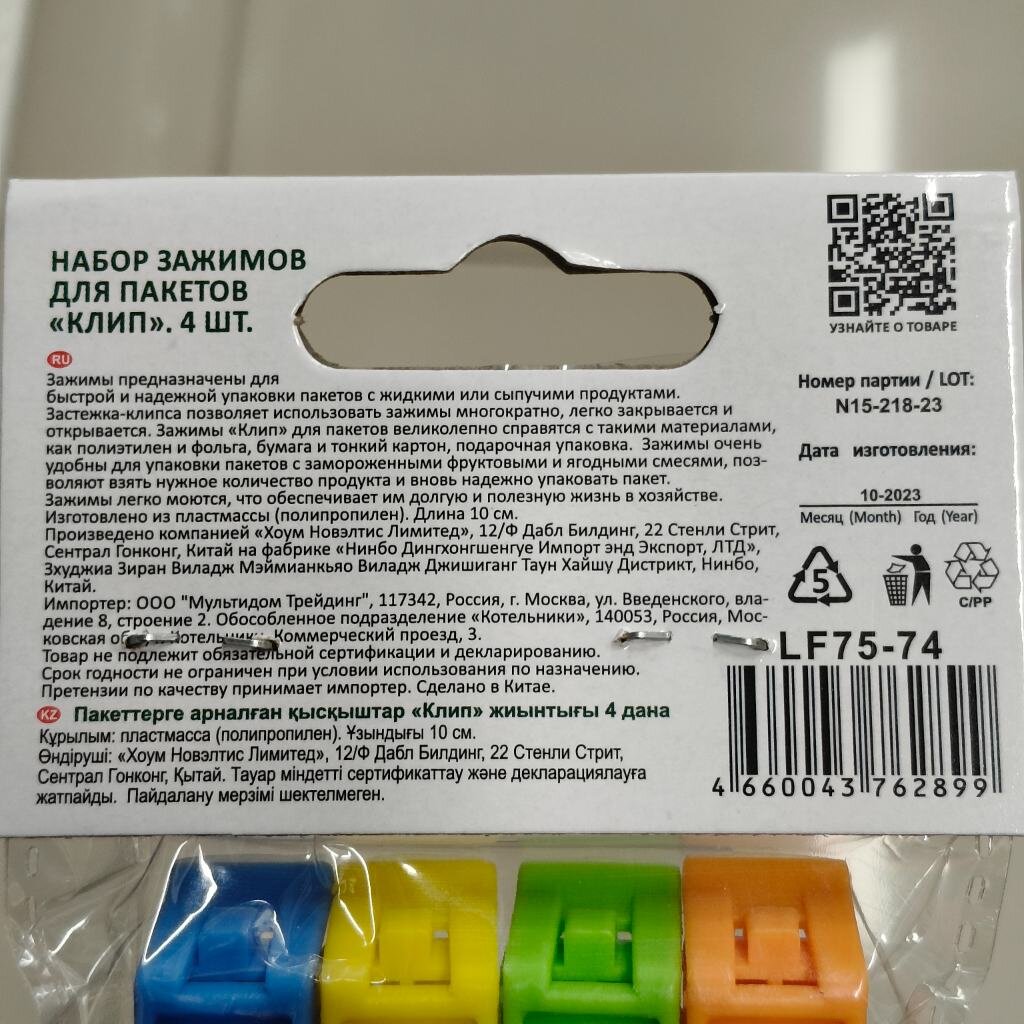 НАБОР ЗАЖИМОВ
ДЛЯ ПАКЕТОВ
«КЛИП». 4 ШТ.
RU
Зажимы предназначены для
быстрой и надежной упаковки пакетов с жидкими или сыпучими продуктами.
Застежка-клипса позволяет использовать зажимы многократно, легко закрывается и
открывается. Зажимы «Клип» для пакетов великолепно справятся с такими материалами,
как полиэтилен и фольга, бумага и тонкий картон, подарочная упаковка. Зажимы очень
удобны для упаковки пакетов с замороженными фруктовыми и ягодными смесями, поз-
воляют взять нужное количество продукта и вновь надежно упаковать пакет.
Зажимы легко моются, что обеспечивает им долгую и полезную жизнь в хозяйстве.
Изготовлено из пластмассы (полипропилен). Длина 10 см.
Произведено компанией «Хоум Новэлтис Лимитед», 12/Ф Дабл Билдинг, 22 Стенли Стрит,
Сентрал Гонконг, Китай на фабрике «Нинбо Дингхонгшенгуе Импорт энд Экспорт, ЛТД»,
Зхуджиа Зиран Виладж Мэймианкьяо Виладж Джишиганг Таун Хайшу Дистрикт, Нинбо,
Китай.
Импортер: ООО "Мультидом Трейдинг", 117342, Россия, г. Москва, ул. Введенского, вла-
дение 8, строение 2. Обособленное подразделение «Котельники», 140053, Россия, Мос-
ковская Котельники, Коммерческий проезд, 3.
Товар не подлежит обязательной сертификации и декларированию.
Срок годности не ограничен при условии использования по назначению.
Претензии по качеству принимает импортер. Сделано в Китае.
KZ Пакеттерге арналған қысқыштар «Клип» жиынтығы 4 дана
Құрылым: пластмасса (полипропилен). Ұзындығы 10 см.
Өндіруші: «Хоум Новэлтис Лимитед», 12/Ф Дабл Билдинг, 22 Стенли Стрит,
Сентрал Гонконг, Қытай. Тауар міндетті сертификаттау және декларациялауға
жатпайды. Пайдалану мерзімі шектелмеген.
УЗНАЙТЕ О ТОВАРЕ
Номер партии / LOT:
N15-218-23
Дата изготовления:
10-2023
Месяц (Month) Год (Year)
5
C/PP
LF75-74
4 660043 762899